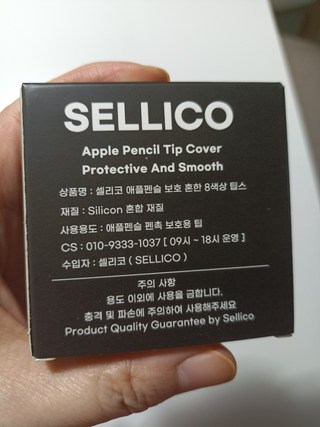 SELLICO
Apple Pencil Tip Cover
Protective And Smooth
상품명 : 셀리코 애플펜슬 보호 혼한 8색상 팁스
재질 : Silicon 혼합 재질
사용용도 : 애플펜슬 펜촉 보호용 팁
CS : 010-9333-1037 [ 09시 - 18시 운영 ]
수입자 : 셀리코 ( SELLICO )
주의 사항
용도 이외에 사용을 금합니다.
충격 및 파손에 주의하여 사용해주세요
Product Quality Guarantee by Sellico